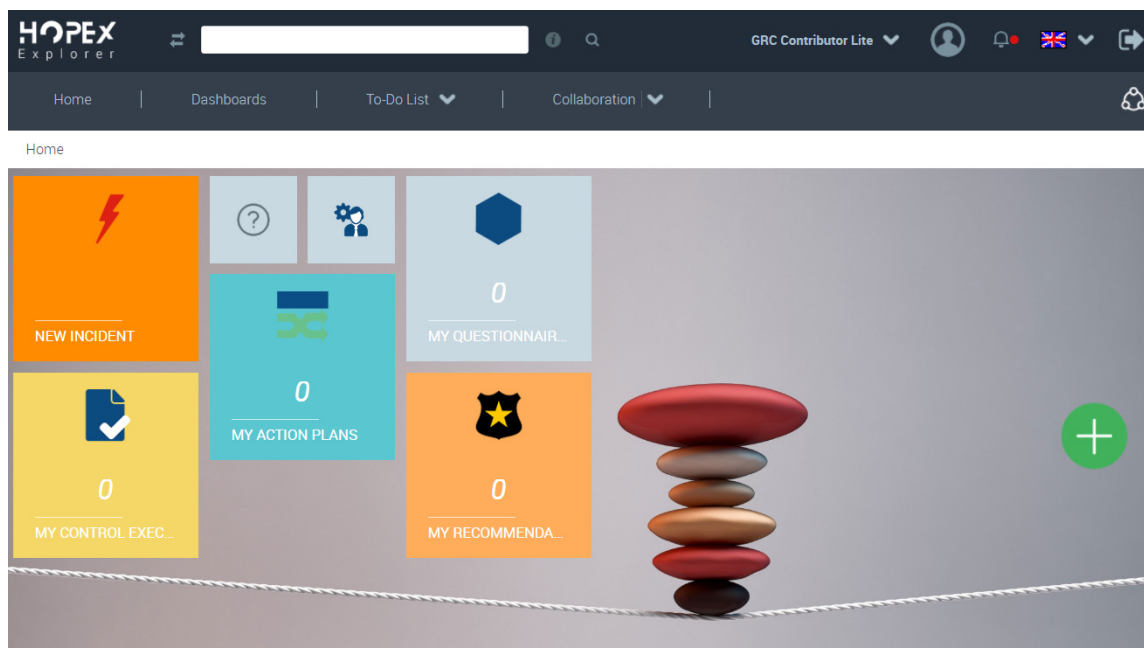 HOPEX
Explorer
GRC Contributor Lite
Home
Dashboards
To-Do List
Collaboration
Home
NEW INCIDENT
0
MY ACTION PLANS
0
MY QUESTIONNAIR...
0
MY CONTROL EXEC...
0
MY RECOMMENDA...